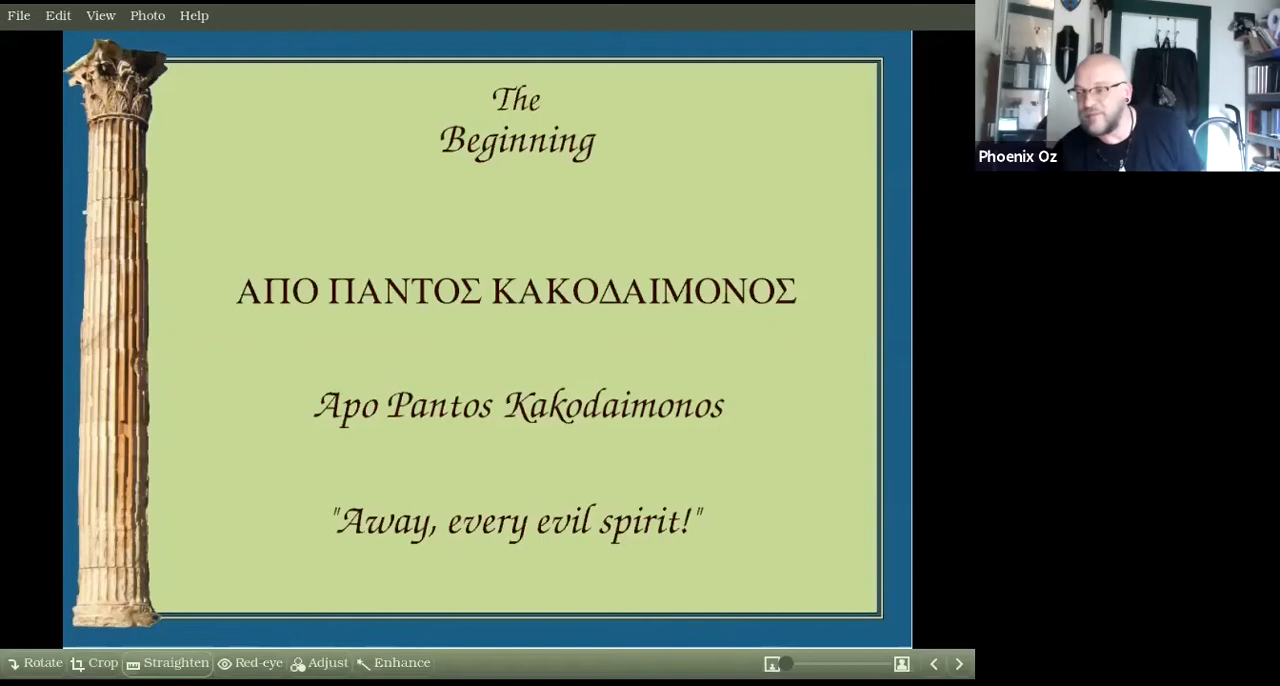 File Edit View Photo Help
The
Beginning
ΑΠΟ ΠΑΝΤΟΣ ΚΑΚΟΔΑΙΜΟΝΟΣ
Apo Pantos Kakodaimonos
"Away, every evil spirit!"
Phoenix Oz
Rotate Crop Straighten Red-eye Adjust Enhance